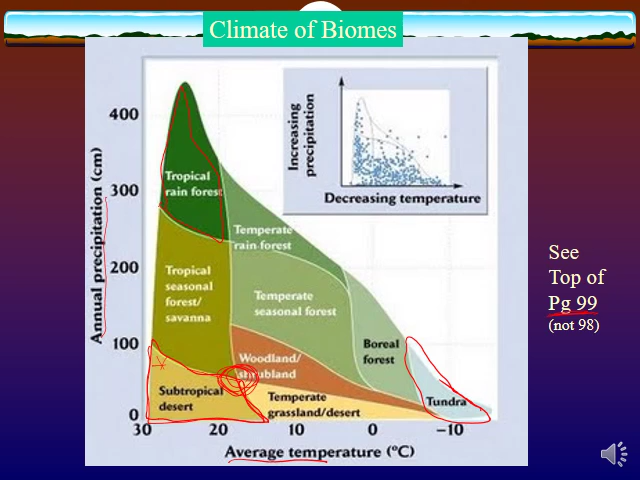 Climate of Biomes
Annual precipitation (cm)
400
300
200
100
0
30
20
10
0
−10
Average temperature (ºC)
Tropical
rain forest
Temperate
rain forest
Tropical
seasonal
forest/
savanna
Temperate
seasonal forest
Boreal
forest
Woodland/
shrubland
Subtropical
desert
Temperate
grassland/desert
Tundra
Increasing
precipitation
Decreasing temperature
See
Top of
Pg 99
(not 98)